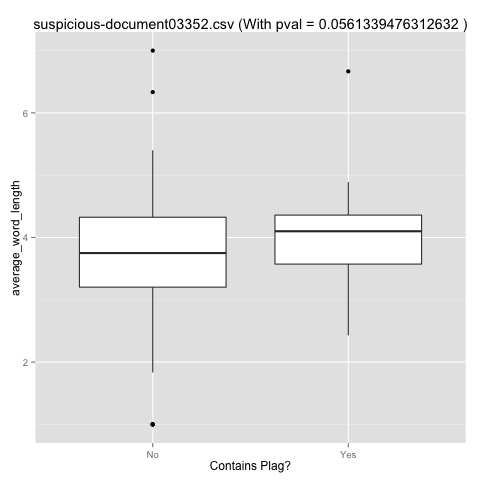 suspicious-document03352.csv (With pval = 0.0561339476312632 )
average_word_length
6
4
2
No
Yes
Contains Plag?